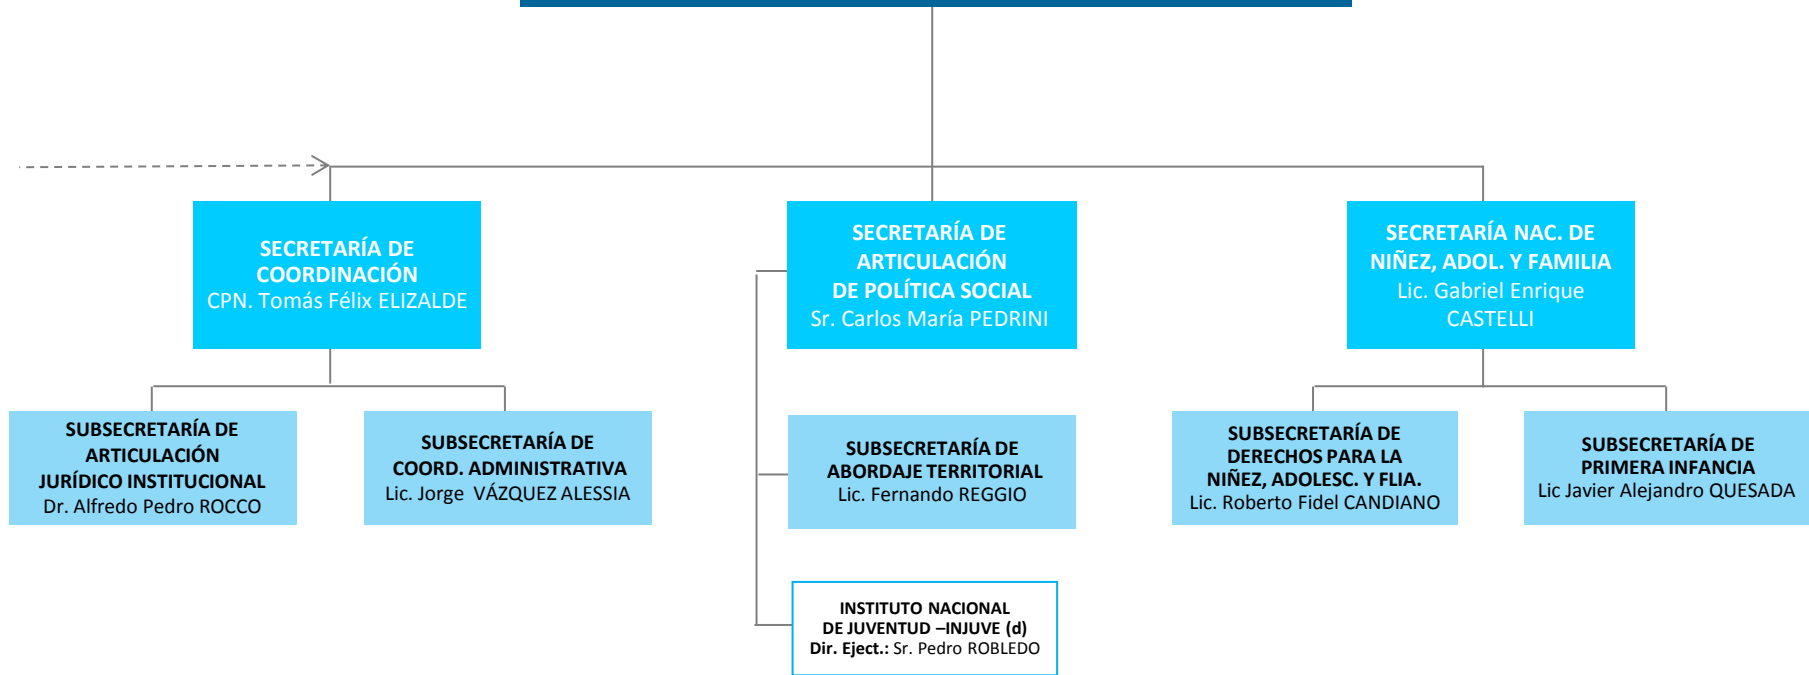 SECRETARÍA DE
COORDINACIÓN
CPN. Tomás Félix ELIZALDE
SECRETARÍA DE
ARTICULACIÓN
DE POLÍTICA SOCIAL
Sr. Carlos María PEDRINI
SECRETARÍA NAC. DE
NIÑEZ, ADOL. Y FAMILIA
Lic. Gabriel Enrique
CASTELLI
SUBSECRETARÍA DE
ARTICULACIÓN
JURÍDICO INSTITUCIONAL
Dr. Alfredo Pedro ROCCO
SUBSECRETARÍA DE
COORD. ADMINISTRATIVA
Lic. Jorge VÁZQUEZ ALESSIA
SUBSECRETARÍA DE
ABORDAJE TERRITORIAL
Lic. Fernando REGGIO
SUBSECRETARÍA DE
DERECHOS PARA LA
NIÑEZ, ADOLESC. Y FLIA.
Lic. Roberto Fidel CANDIANO
SUBSECRETARÍA DE
PRIMERA INFANCIA
Lic Javier Alejandro QUESADA
INSTITUTO NACIONAL
DE JUVENTUD –INJUVE (d)
Dir. Eject.: Sr. Pedro ROBLEDO